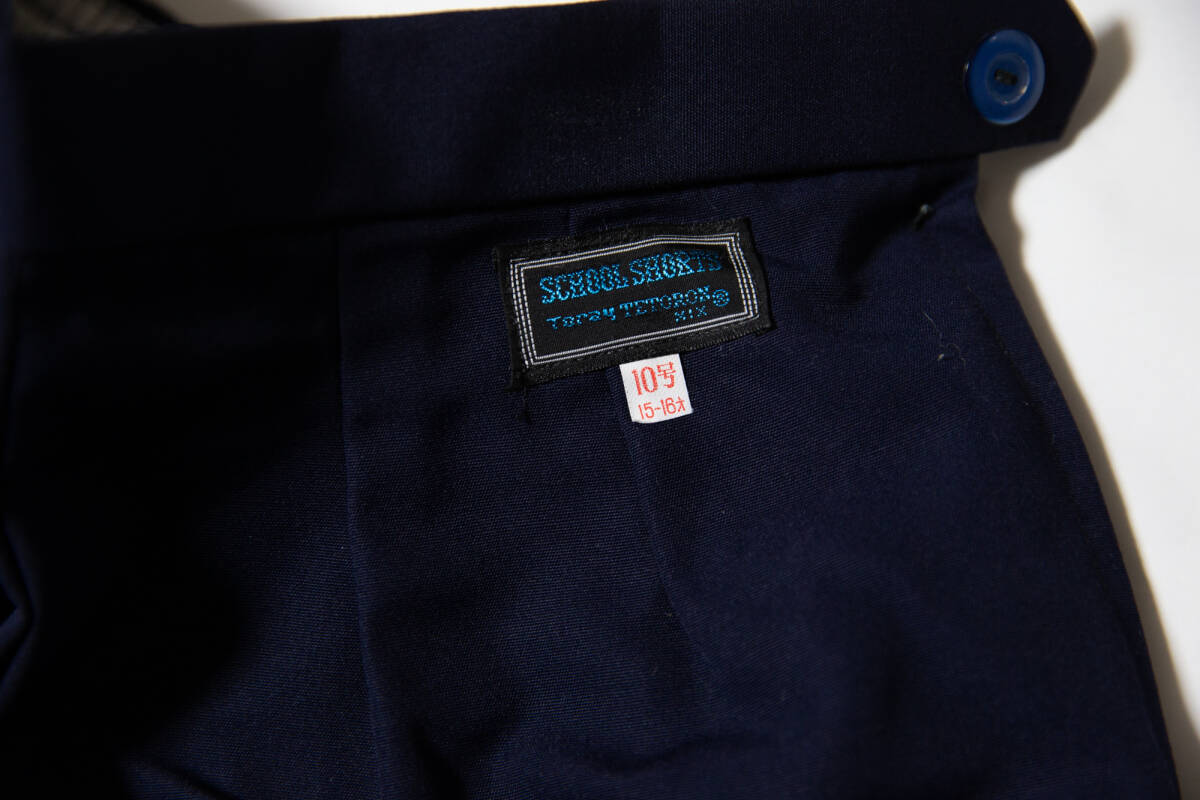 SCHOOL SHORTS
Toray TETORON ®
MIX
10号
15-16才